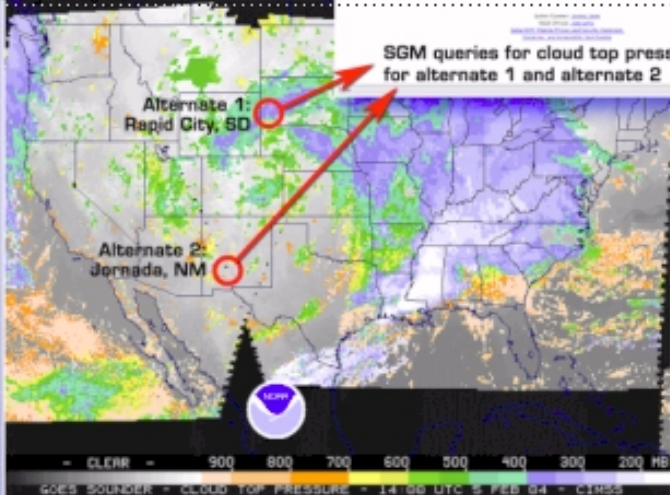 SGM queries for cloud top press
for alternate 1 and alternate 2
Alternate 1:
Rapid City, SD
Alternate 2:
Jornada, NM
NOAA
- CLEAR - 900 800 700 600 500 400 300 200 MB
GOES SOUNDER - CLOUD TOP PRESSURE - 14:06 UTC 5 FEB 04 - CIMSS